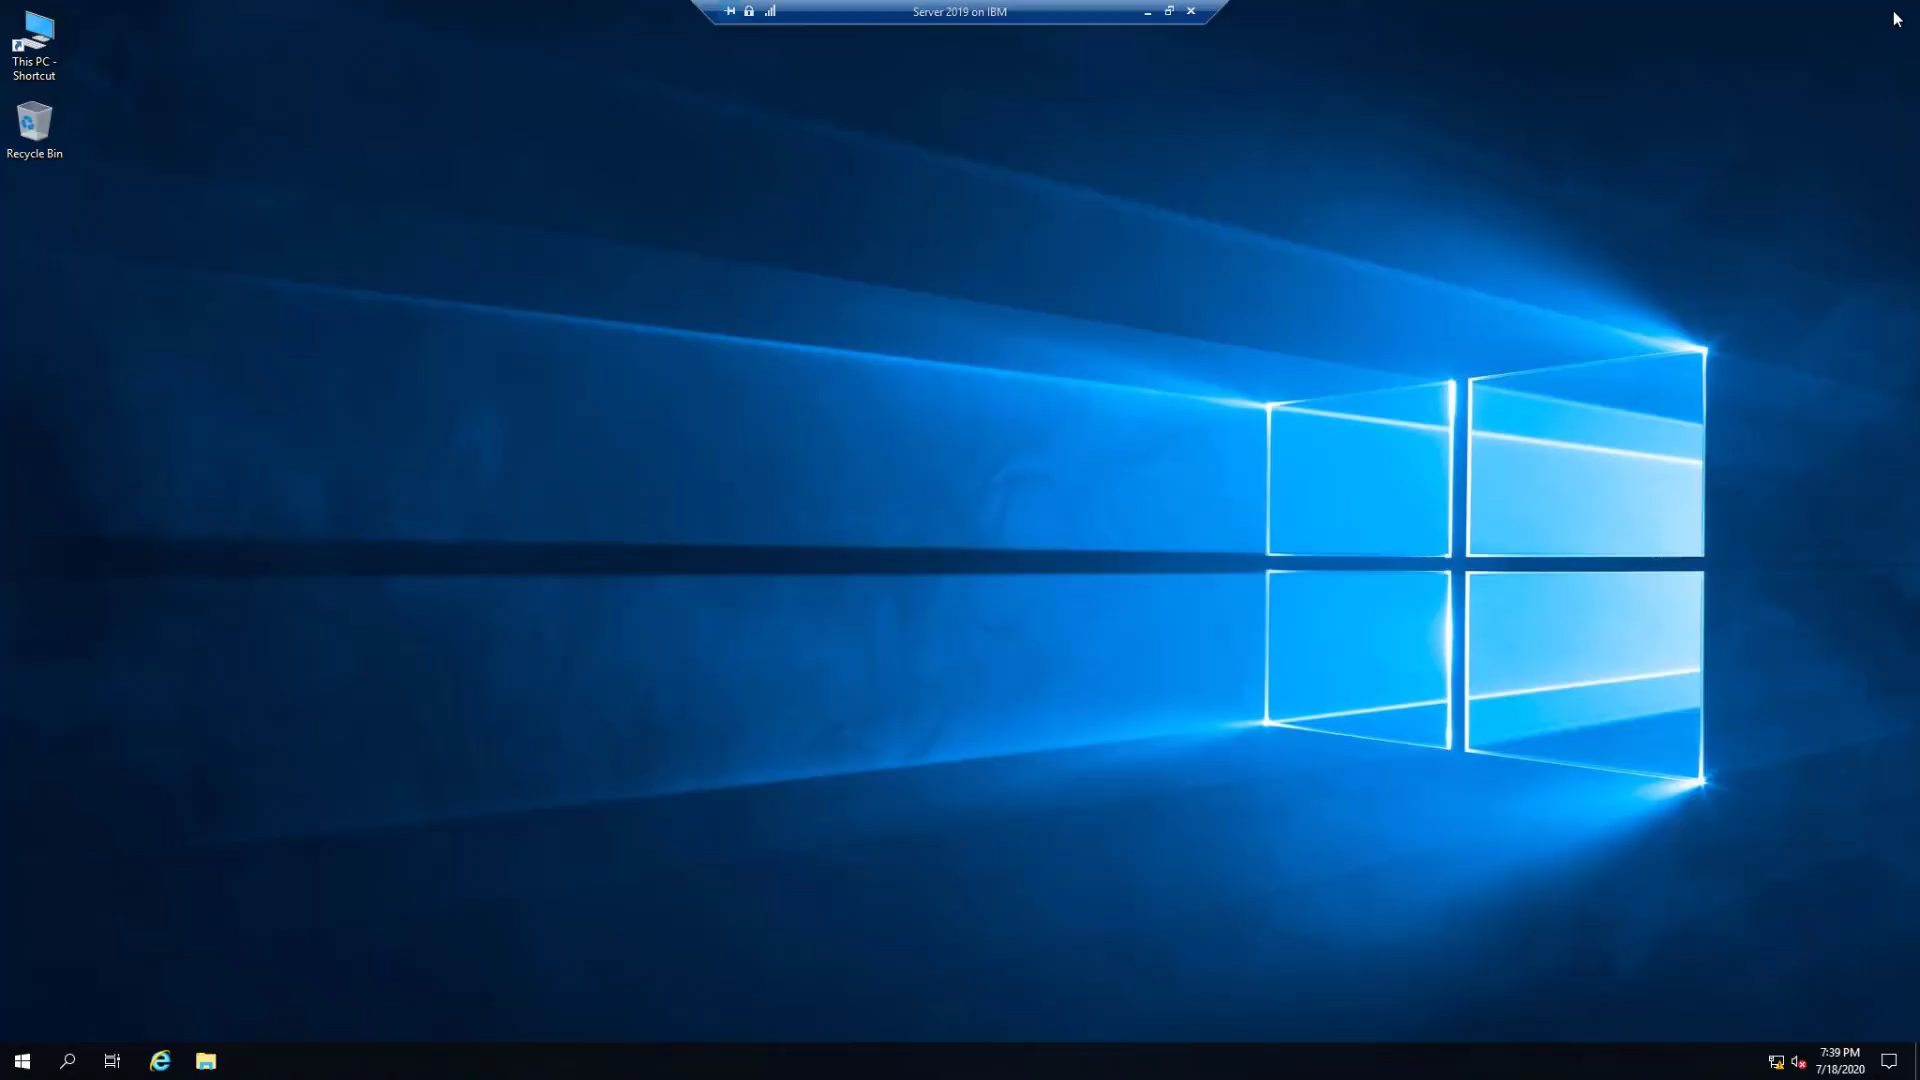 Server 2019 on IBM
This PC -
Shortcut
Recycle Bin
7:39 PM
7/18/2020